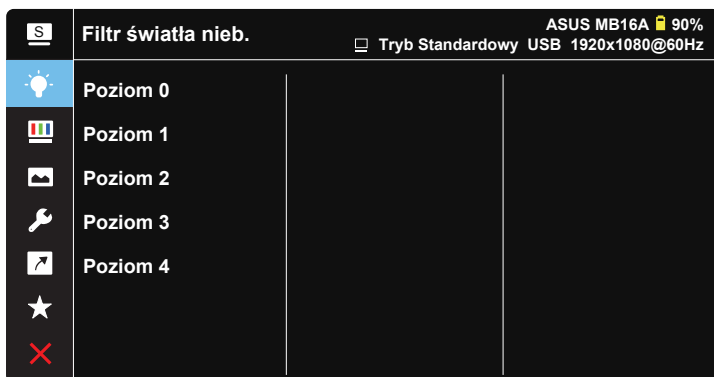 S
Filtr światła nieb.
ASUS MB16A 90%
Tryb Standardowy USB 1920x1080@60Hz
Poziom 0
Poziom 1
Poziom 2
Poziom 3
Poziom 4